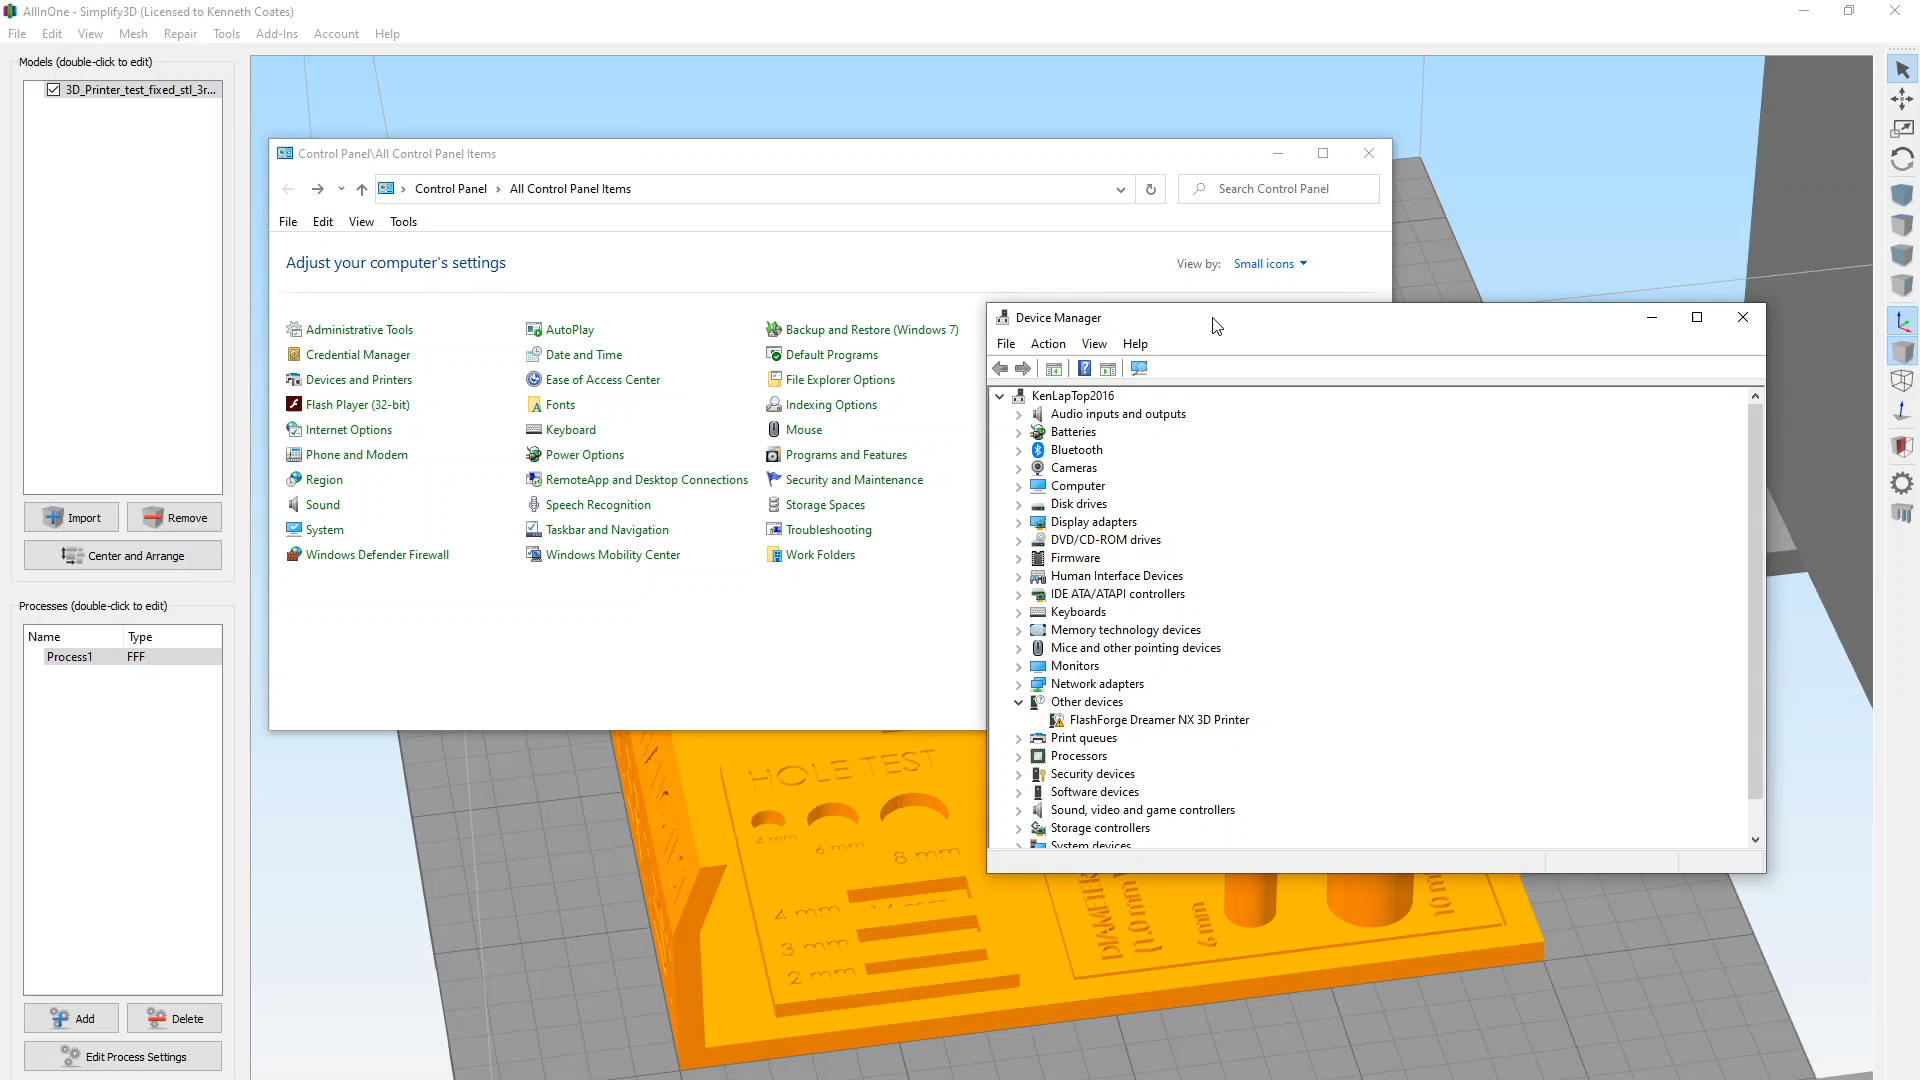 AllInOne - Simplify3D (Licensed to Kenneth Coates)
File Edit View Mesh Repair Tools Add-Ins Account Help
Models (double-click to edit)
3D_Printer_test_fixed_stl_3r...
Import Remove
Center and Arrange
Processes (double-click to edit)
Name Type
Process1 FFF
Add Delete
Edit Process Settings
Control Panel\All Control Panel Items
Control Panel All Control Panel Items
Search Control Panel
File Edit View Tools
Adjust your computer's settings
View by: Small icons
Administrative Tools AutoPlay Backup and Restore (Windows 7)
Credential Manager Date and Time Default Programs
Devices and Printers Ease of Access Center File Explorer Options
Flash Player (32-bit) Fonts Indexing Options
Internet Options Keyboard Mouse
Phone and Modem Power Options Programs and Features
Region RemoteApp and Desktop Connections Security and Maintenance
Sound Speech Recognition Storage Spaces
System Taskbar and Navigation Troubleshooting
Windows Defender Firewall Windows Mobility Center Work Folders
Device Manager
File Action View Help
KenLapTop2016
Audio inputs and outputs
Batteries
Bluetooth
Cameras
Computer
Disk drives
Display adapters
DVD/CD-ROM drives
Firmware
Human Interface Devices
IDE ATA/ATAPI controllers
Keyboards
Memory technology devices
Mice and other pointing devices
Monitors
Network adapters
Other devices
FlashForge Dreamer NX 3D Printer
Print queues
Processors
Security devices
Software devices
Sound, video and game controllers
Storage controllers
System devices
HOLE TEST
4 mm
6 mm
8 mm
4 mm
3 mm
2 mm